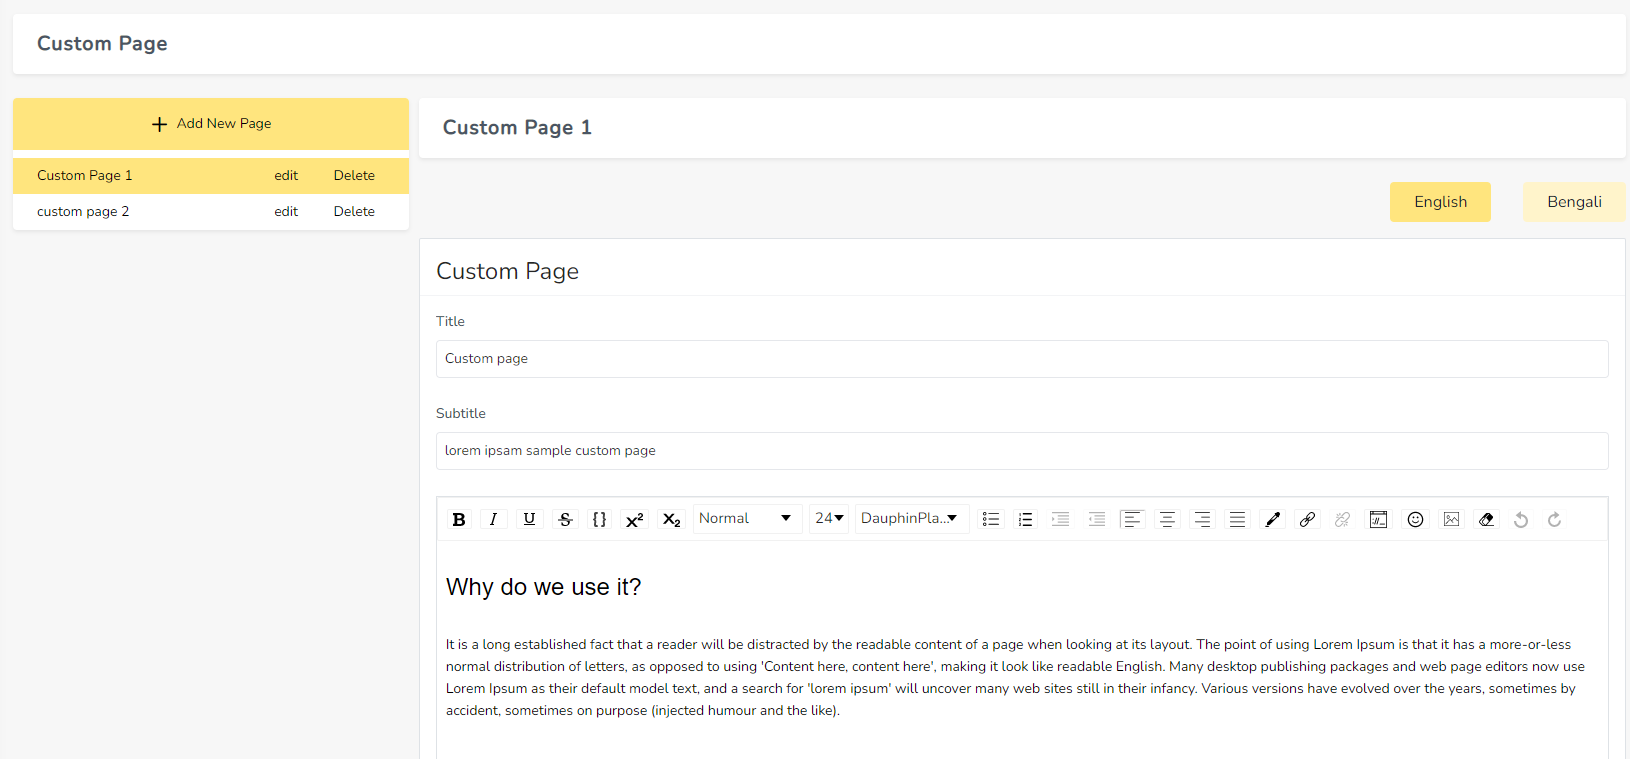 Custom Page
Add New Page
Custom Page 1 edit Delete
custom page 2 edit Delete
Custom Page 1
English Bengali
Custom Page
Title
Custom page
Subtitle
lorem ipsam sample custom page
B I U S {} X² X₂ Normal 24 DauphinPla...
Why do we use it?
It is a long established fact that a reader will be distracted by the readable content of a page when looking at its layout. The point of using Lorem Ipsum is that it has a more-or-less
normal distribution of letters, as opposed to using 'Content here, content here', making it look like readable English. Many desktop publishing packages and web page editors now use
Lorem Ipsum as their default model text, and a search for 'lorem ipsum' will uncover many web sites still in their infancy. Various versions have evolved over the years, sometimes by
accident, sometimes on purpose (injected humour and the like).